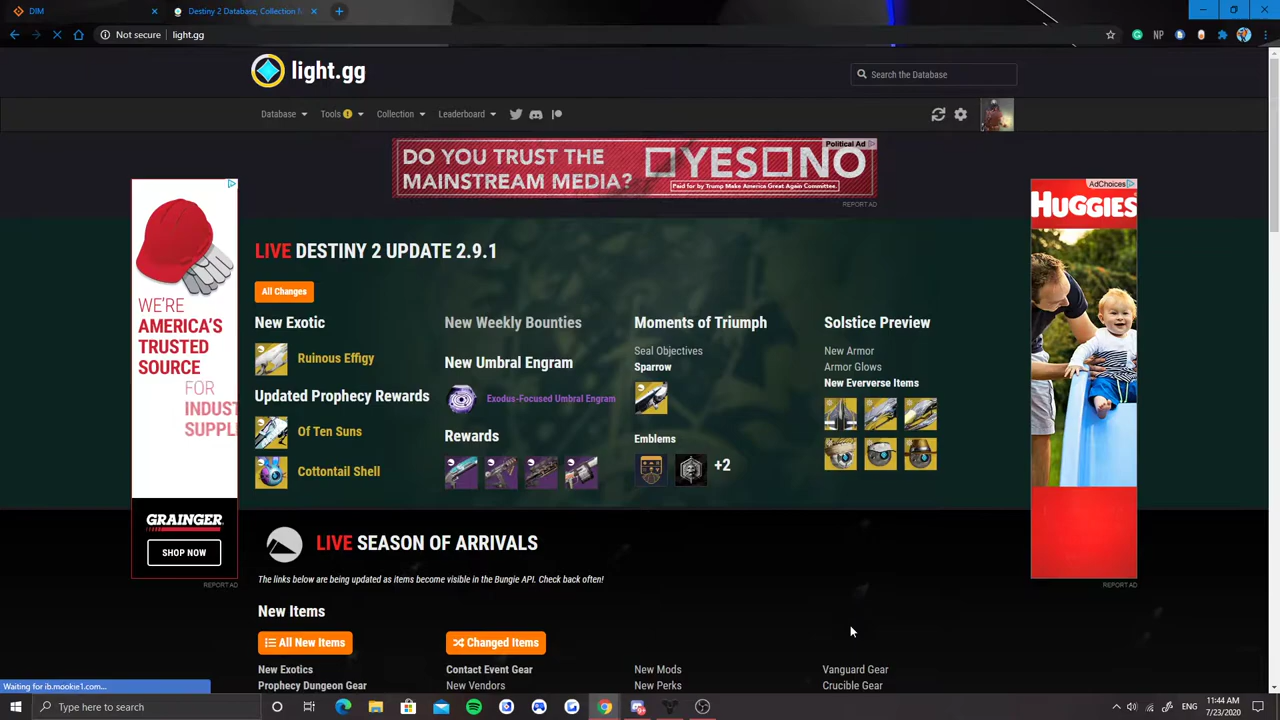 DIM
Destiny 2 Database, Collection
Not secure | light.gg
NP
light.gg
Search the Database
Database
Tools
Collection
Leaderboard
Political Ad
DO YOU TRUST THE
MAINSTREAM MEDIA?
YES NO
Paid for by Trump Make America Great Again Committee.
REPORT AD
WE'RE
AMERICA'S
TRUSTED
SOURCE
FOR
INDUST
SUPPL
GRAINGER
SHOP NOW
REPORT AD
AdChoices
HUGGIES
REPORT AD
LIVE DESTINY 2 UPDATE 2.9.1
All Changes
New Exotic
Ruinous Effigy
Updated Prophecy Rewards
Of Ten Suns
Cottontail Shell
New Weekly Bounties
New Umbral Engram
Exodus-Focused Umbral Engram
Rewards
Moments of Triumph
Seal Objectives
Sparrow
Emblems
+2
Solstice Preview
New Armor
Armor Glows
New Eververse Items
LIVE SEASON OF ARRIVALS
The links below are being updated as items become visible in the Bungie API. Check back often!
New Items
All New Items
Changed Items
New Exotics
Contact Event Gear
New Mods
Vanguard Gear
Prophecy Dungeon Gear
New Vendors
New Perks
Crucible Gear
Waiting for ib.mookie1.com...
Type here to search
ENG
11:44 AM
7/23/2020